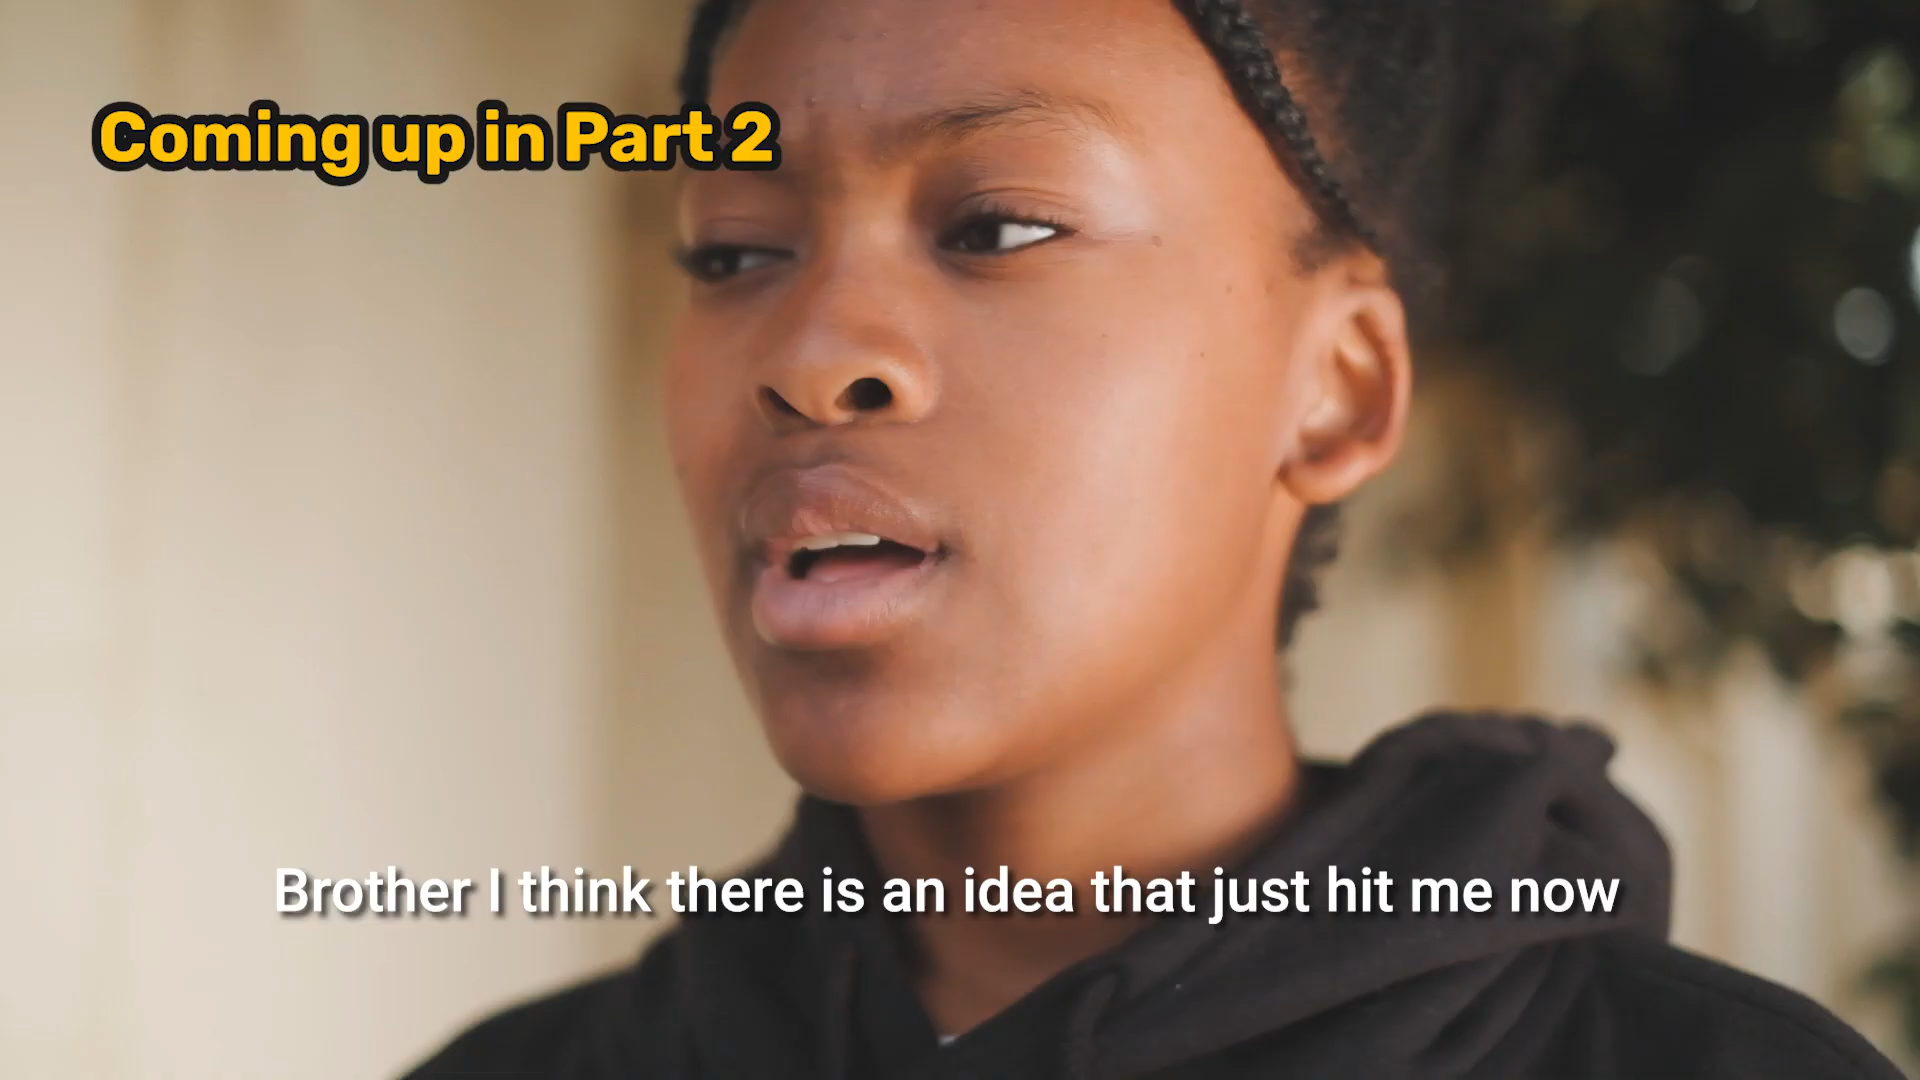 Coming up in Part 2
Brother I think there is an idea that just hit me now